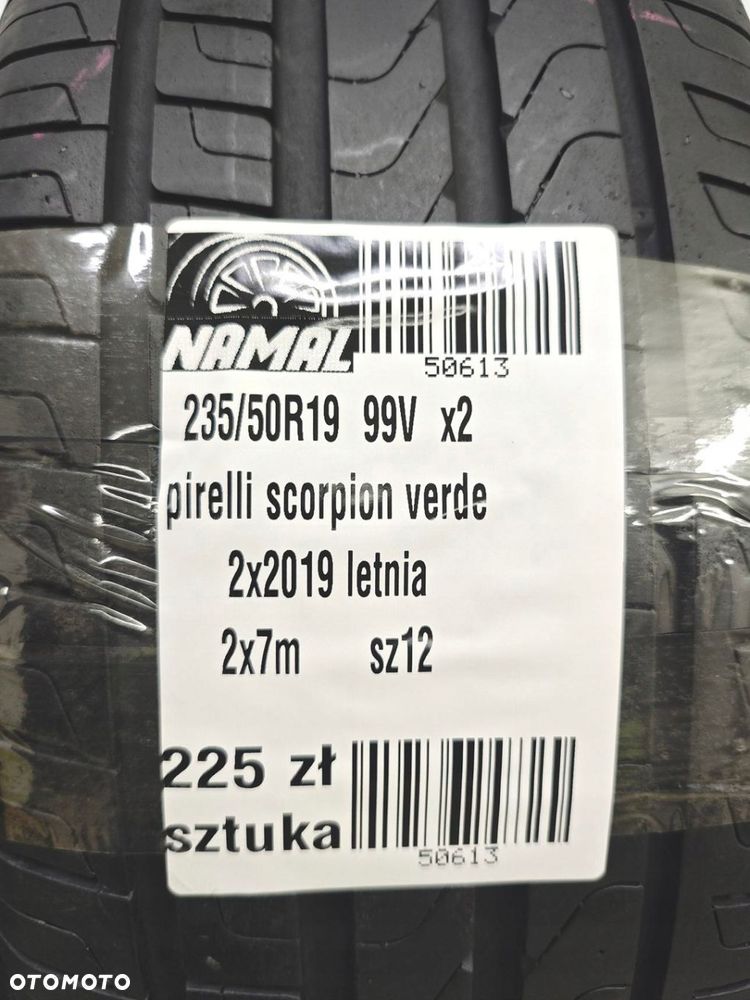 NAMAL
50613
235/50R19 99V x2
pirelli scorpion verde
2x2019 letnia
2x7m sz12
225 zł
sztuka
50613
OTOMOTO